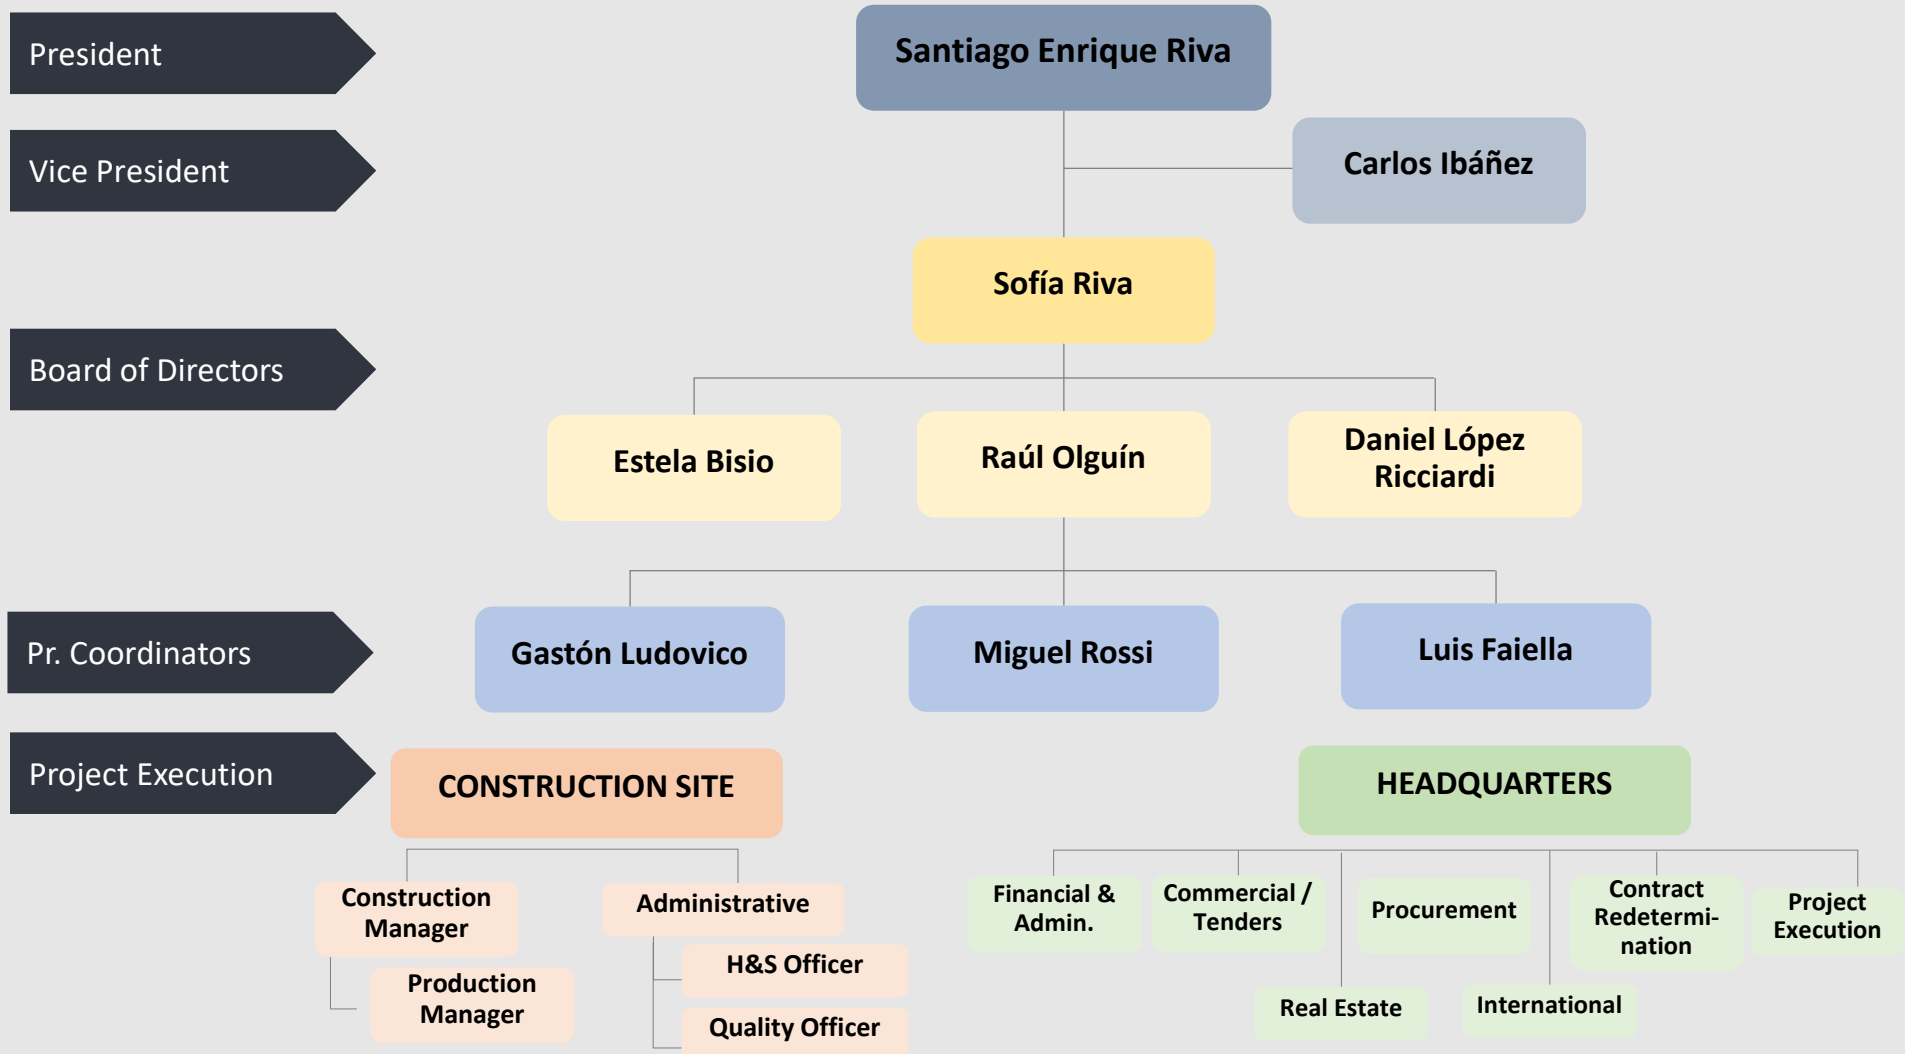 President
Santiago Enrique Riva
Vice President
Carlos Ibáñez
Sofía Riva
Board of Directors
Estela Bisio
Raúl Olguín
Daniel López
Ricciardi
Pr. Coordinators
Gastón Ludovico
Miguel Rossi
Luis Faiella
Project Execution
CONSTRUCTION SITE
HEADQUARTERS
Construction
Manager
Administrative
Production
Manager
H&S Officer
Quality Officer
Financial &
Admin.
Commercial /
Tenders
Procurement
Contract
Redetermi-
nation
Project
Execution
Real Estate
International